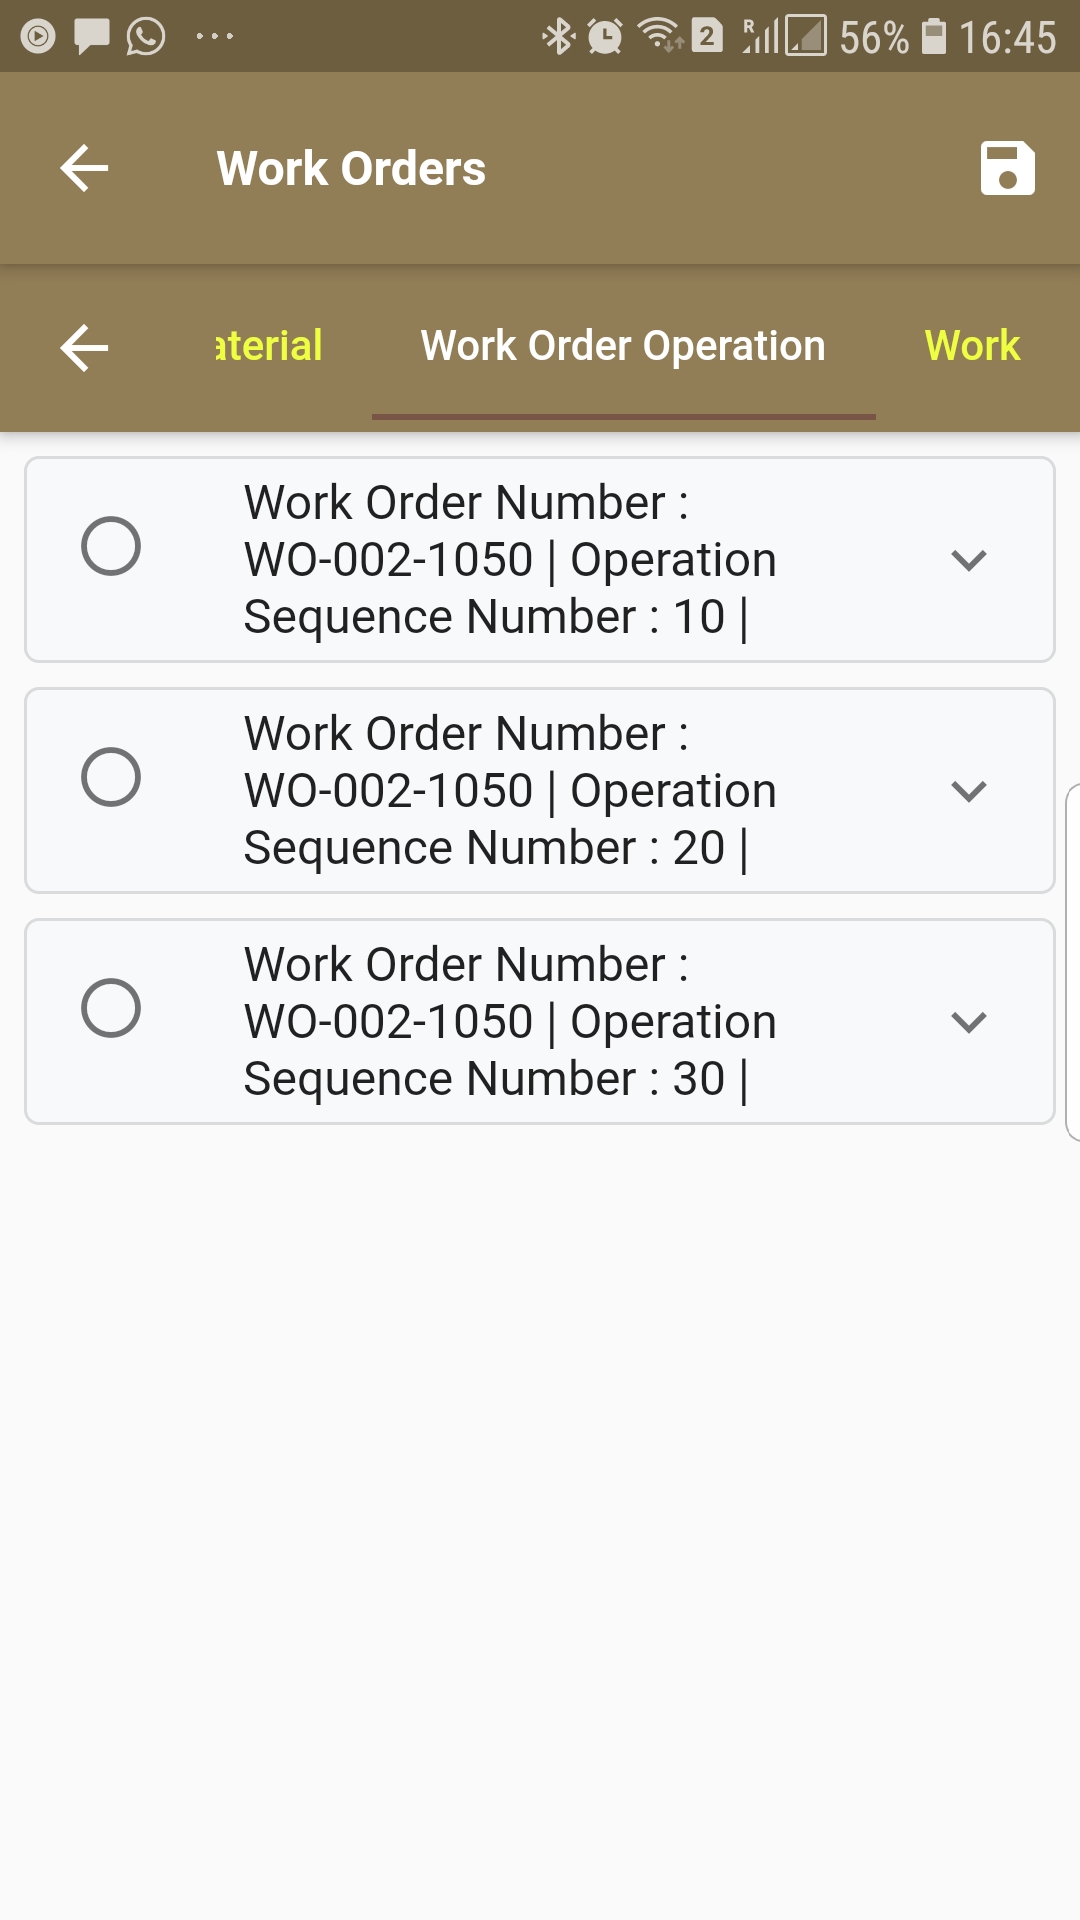 2 R 56% 16:45
Work Orders
aterial Work Order Operation Work
Work Order Number :
WO-002-1050 | Operation
Sequence Number : 10 |
Work Order Number :
WO-002-1050 | Operation
Sequence Number : 20 |
Work Order Number :
WO-002-1050 | Operation
Sequence Number : 30 |